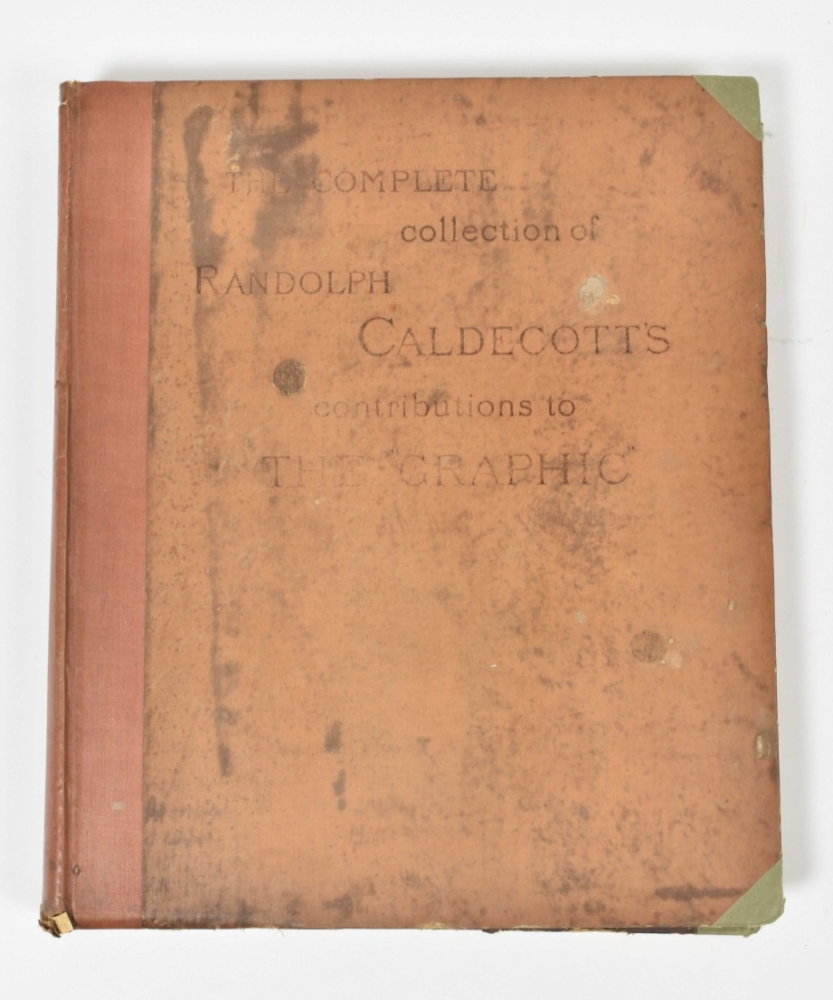 THE COMPLETE
collection of
RANDOLPH
CALDECOTT'S
contributions to
THE "GRAPHIC"